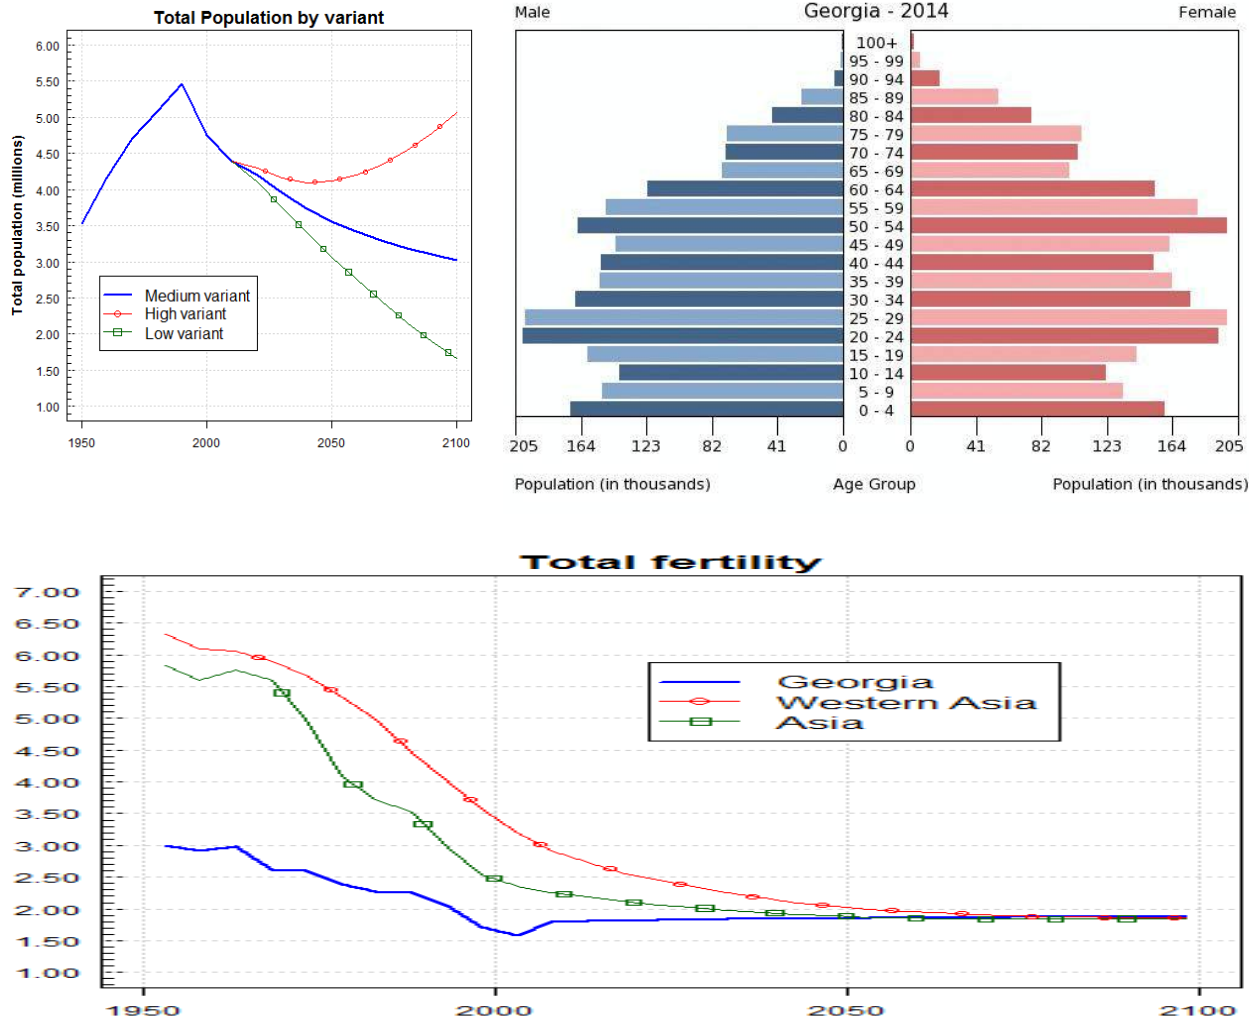 Total Population by variant
Total population (millions)
6.00
5.50
5.00
4.50
4.00
3.50
3.00
2.50
2.00
1.50
1.00
Medium variant
High variant
Low variant
1950 2000 2050 2100
Male Georgia - 2014 Female
100+
95 - 99
90 - 94
85 - 89
80 - 84
75 - 79
70 - 74
65 - 69
60 - 64
55 - 59
50 - 54
45 - 49
40 - 44
35 - 39
30 - 34
25 - 29
20 - 24
15 - 19
10 - 14
5 - 9
0 - 4
205 164 123 82 41 0 0 41 82 123 164 205
Population (in thousands) Age Group Population (in thousands)
Total fertility
7.00
6.50
6.00
5.50
5.00
4.50
4.00
3.50
3.00
2.50
2.00
1.50
1.00
Georgia
Western Asia
Asia
1950 2000 2050 2100